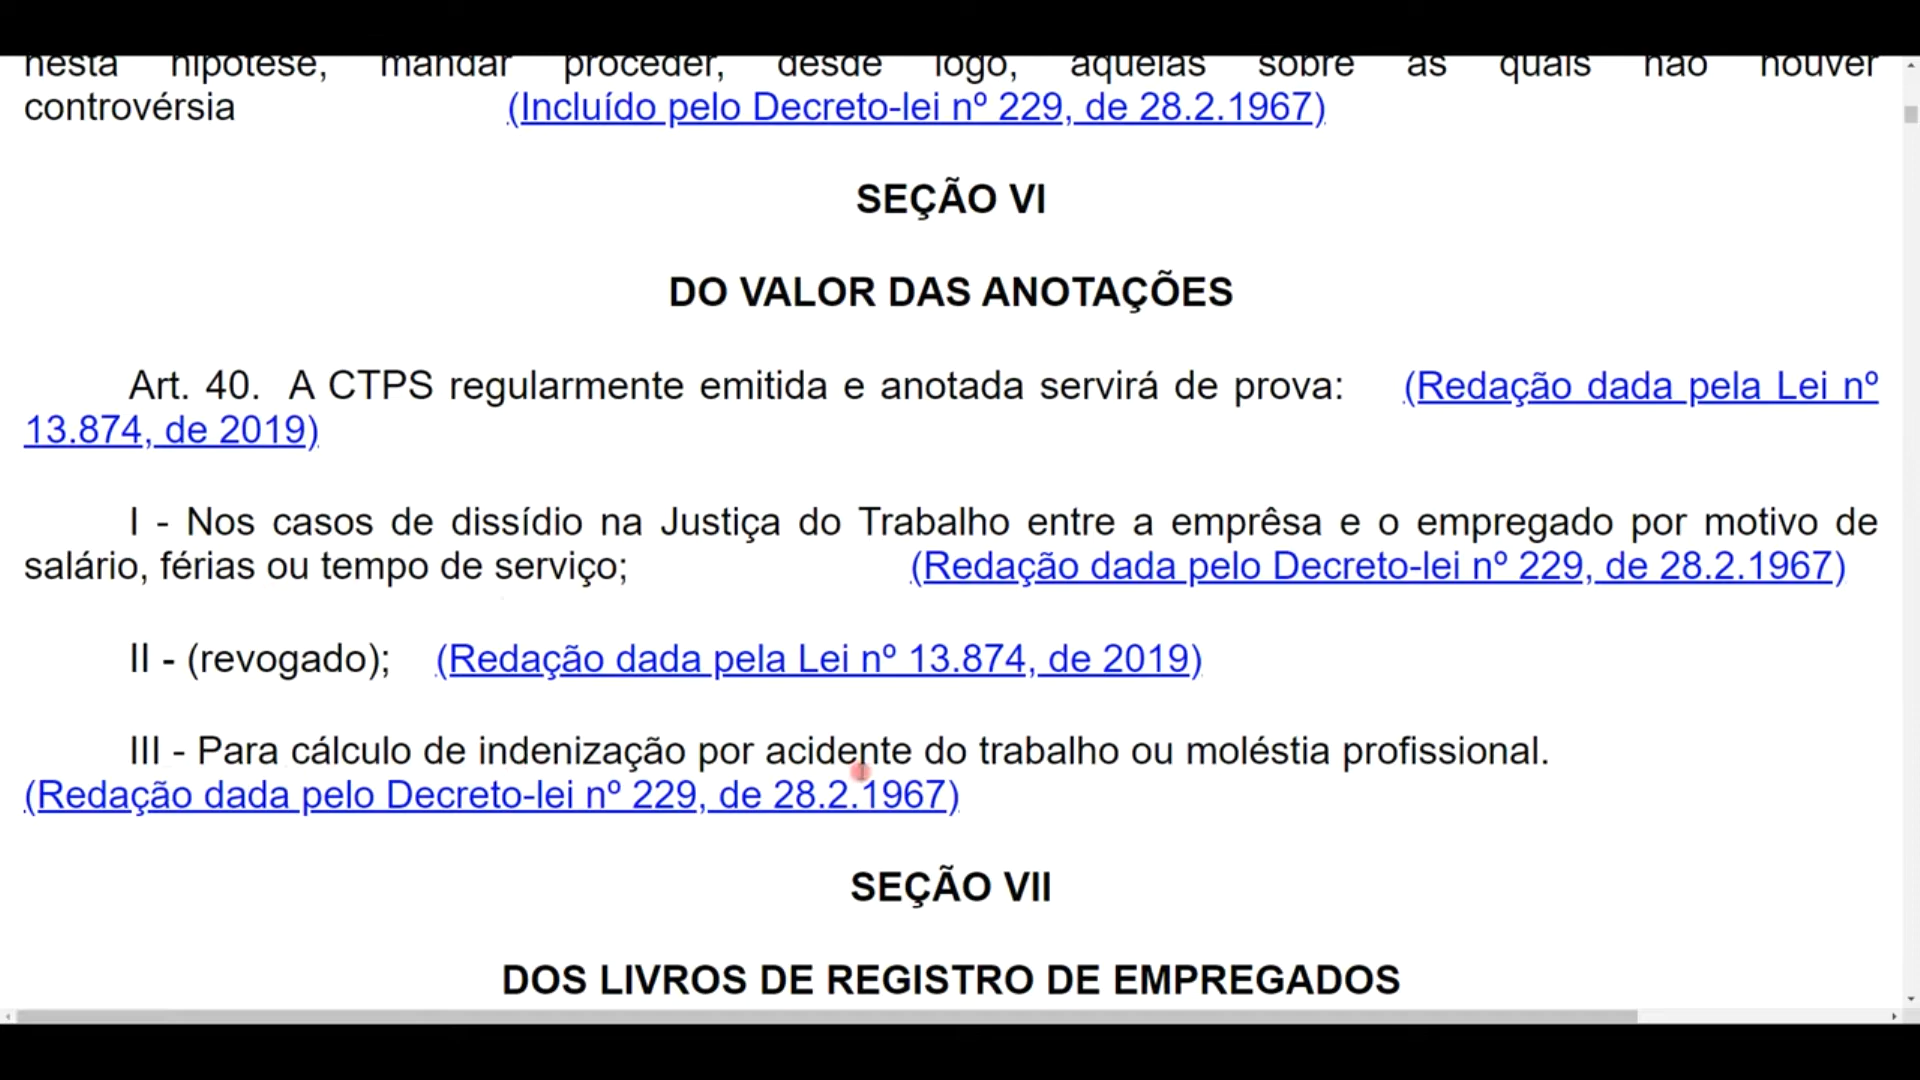 nesta hipótese, mandar proceder, desde logo, àquelas sobre as quais não houver
controvérsia (Incluído pelo Decreto-lei nº 229, de 28.2.1967)
SEÇÃO VI
DO VALOR DAS ANOTAÇÕES
Art. 40. A CTPS regularmente emitida e anotada servirá de prova: (Redação dada pela Lei nº
13.874, de 2019)
I - Nos casos de dissídio na Justiça do Trabalho entre a emprêsa e o empregado por motivo de
salário, férias ou tempo de serviço; (Redação dada pelo Decreto-lei nº 229, de 28.2.1967)
II - (revogado); (Redação dada pela Lei nº 13.874, de 2019)
III - Para cálculo de indenização por acidente do trabalho ou moléstia profissional.
(Redação dada pelo Decreto-lei nº 229, de 28.2.1967)
SEÇÃO VII
DOS LIVROS DE REGISTRO DE EMPREGADOS